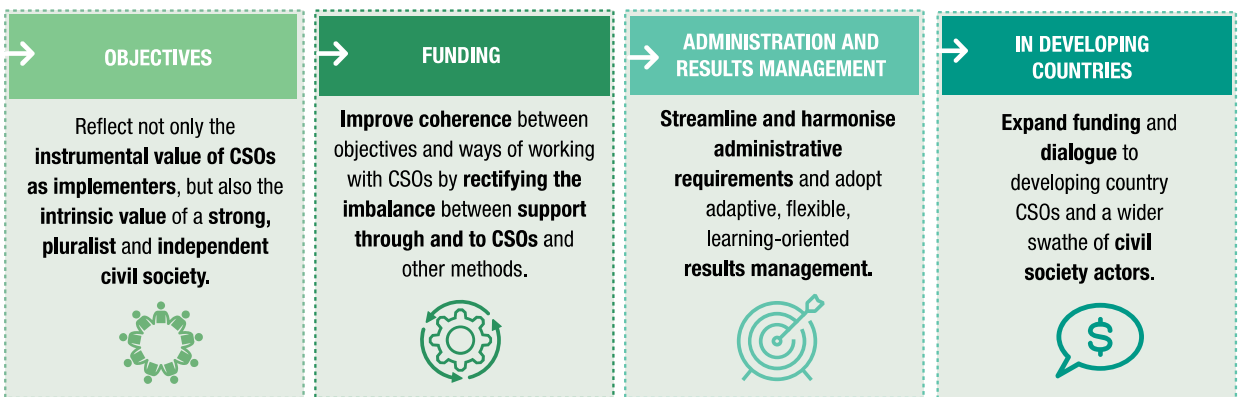 OBJECTIVES
Reflect not only the
instrumental value of CSOs
as implementers, but also the
intrinsic value of a strong,
pluralist and independent
civil society.
FUNDING
Improve coherence between
objectives and ways of working
with CSOs by rectifying the
imbalance between support
through and to CSOs and
other methods.
ADMINISTRATION AND
RESULTS MANAGEMENT
Streamline and harmonise
administrative
requirements and adopt
adaptive, flexible,
learning-oriented
results management.
IN DEVELOPING
COUNTRIES
Expand funding and
dialogue to
developing country
CSOs and a wider
swathe of civil
society actors.
$